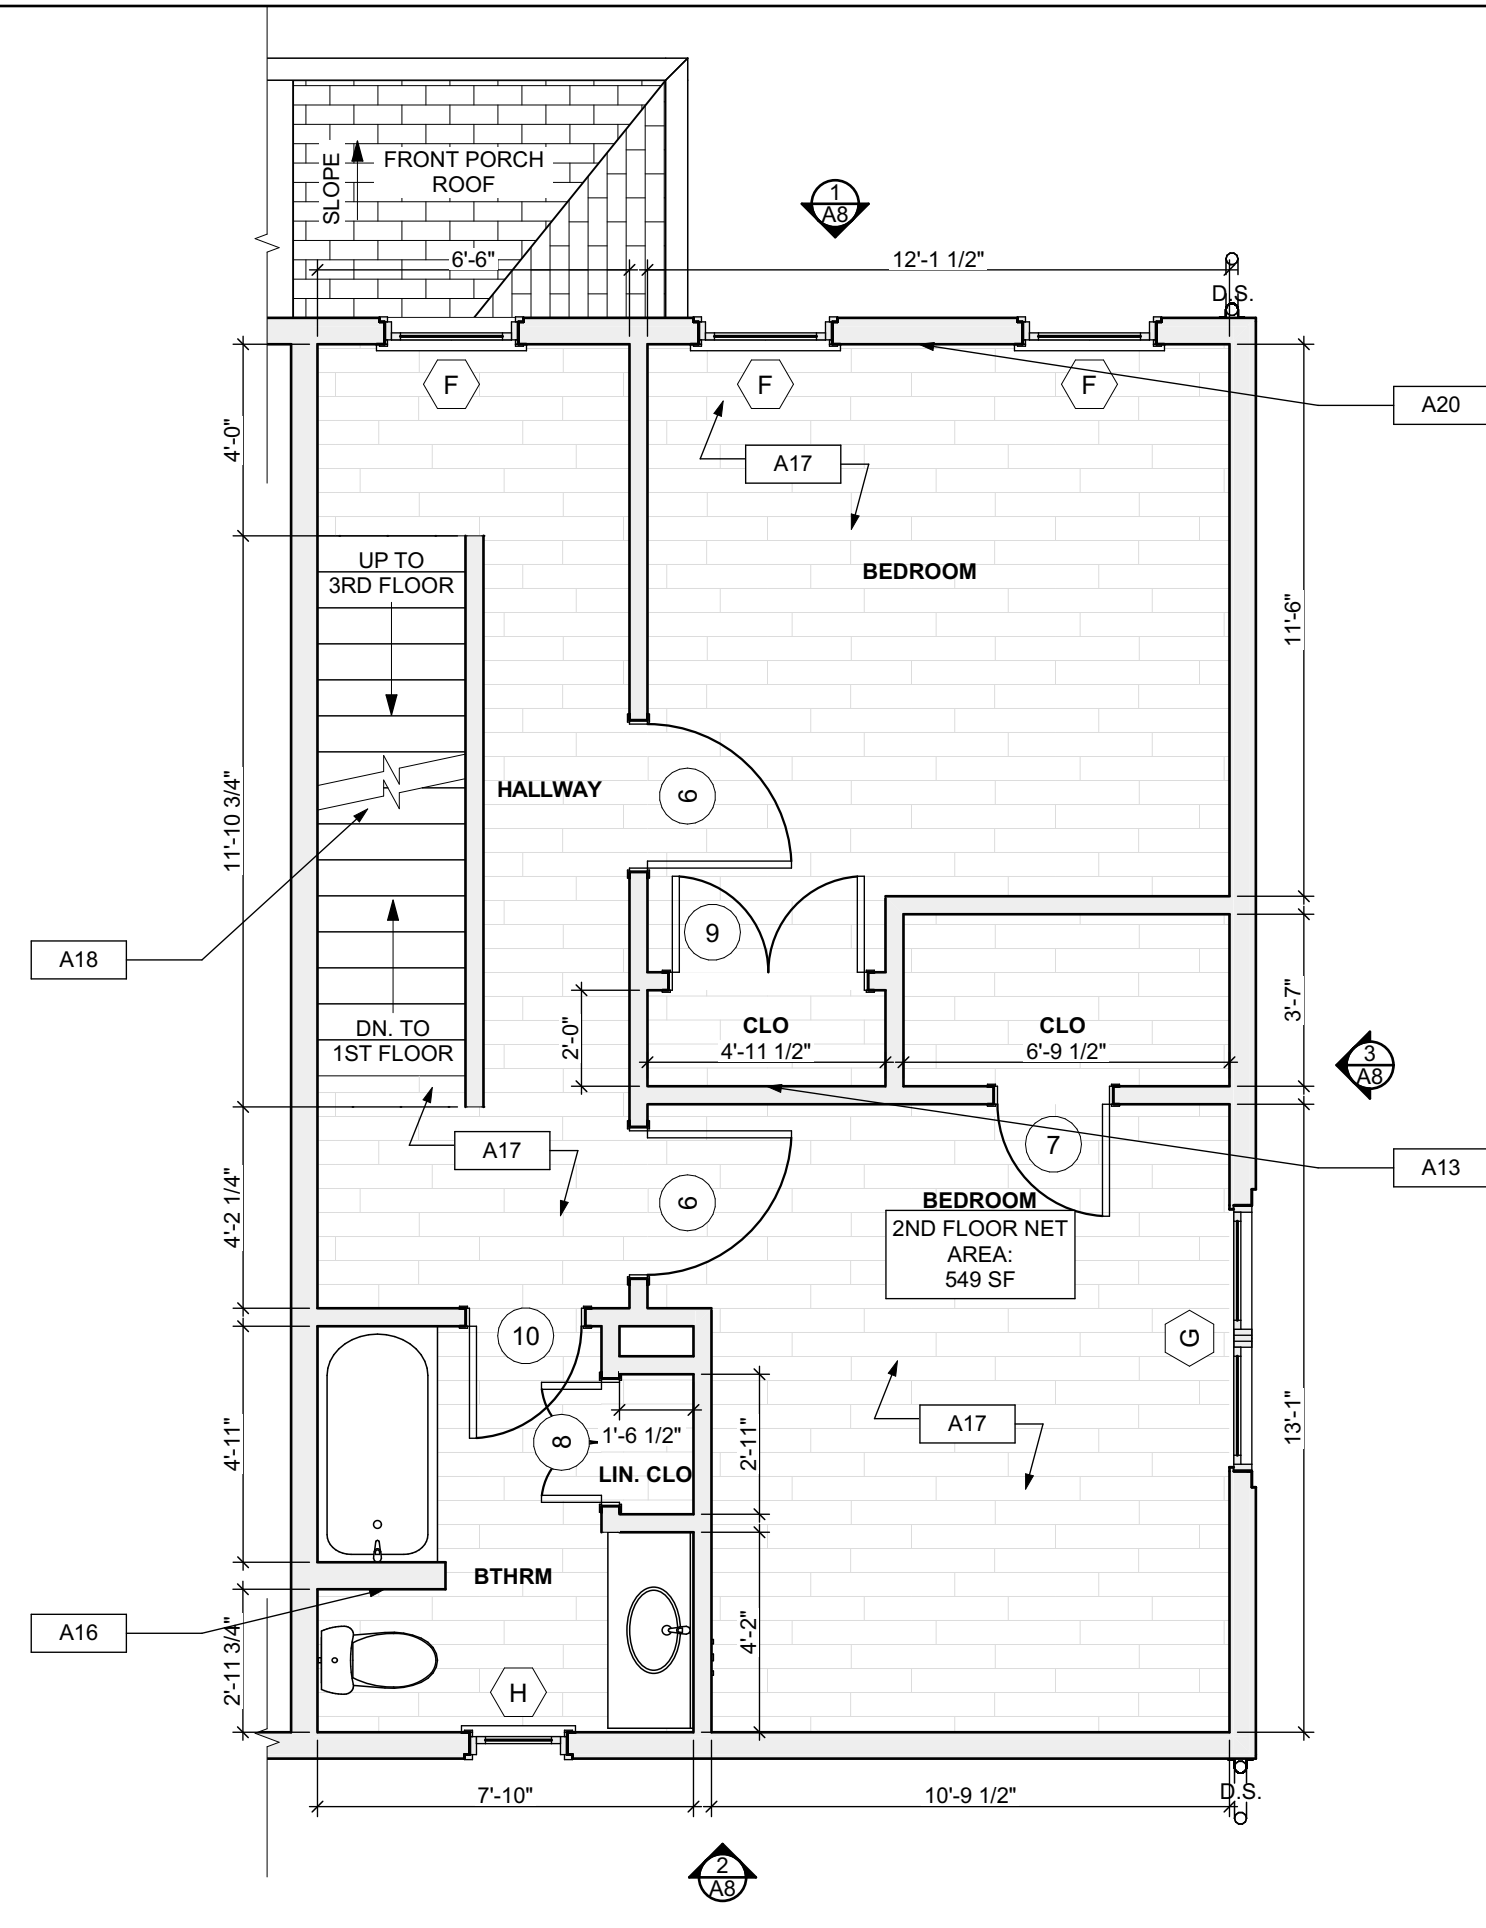 SLOPE
FRONT PORCH
ROOF
1
A8
6'-6"
12'-1 1/2"
D.S.
F
F
F
A20
4'-0"
A17
UP TO
3RD FLOOR
BEDROOM
11'-6"
HALLWAY
6
11'-10 3/4"
9
A18
DN. TO
1ST FLOOR
2'-0"
CLO
4'-11 1/2"
CLO
6'-9 1/2"
3'-7"
3
A8
A17
7
A13
6
BEDROOM
2ND FLOOR NET
AREA:
549 SF
4'-2 1/4"
10
G
4'-11"
8
1'-6 1/2"
LIN. CLO
2'-11"
A17
13'-1"
BTHRM
A16
2'-11 3/4"
4'-2"
H
7'-10"
10'-9 1/2"
D.S.
2
A8